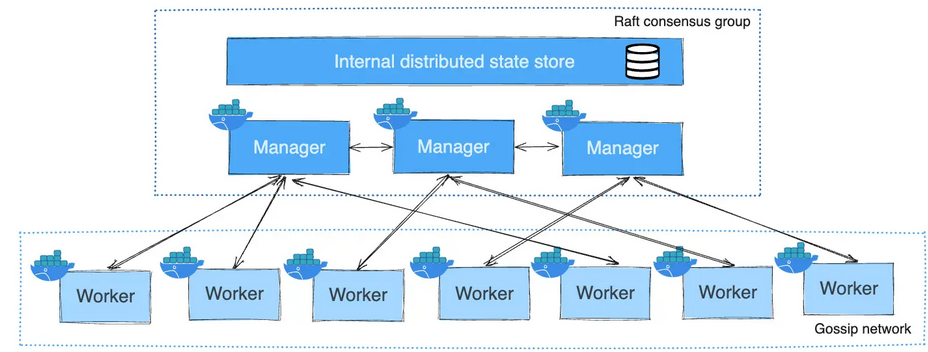 Raft consensus group
Internal distributed state store
Manager
Manager
Manager
Worker
Worker
Worker
Worker
Worker
Worker
Worker
Gossip network